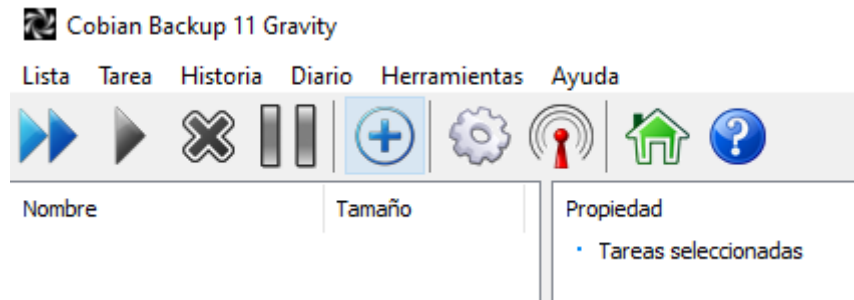 Cobian Backup 11 Gravity
Lista Tarea Historia Diario Herramientas Ayuda
Nombre Tamaño Propiedad
Tareas seleccionadas